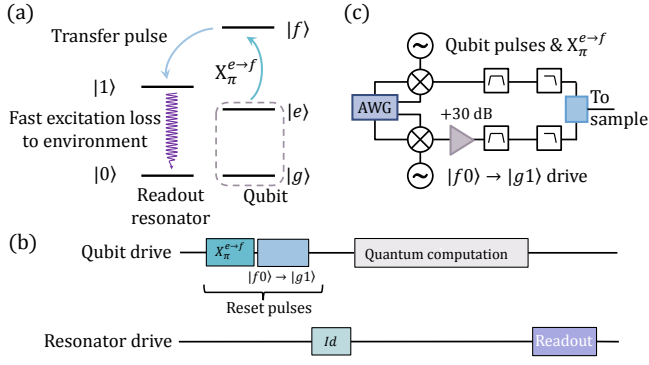 (a)
|f⟩
Transfer pulse
X_π^{e→f}
|1⟩
Fast excitation loss
to environment
|e⟩
|0⟩
|g⟩
Readout
resonator
Qubit
(c)
Qubit pulses & X_π^{e→f}
AWG
+30 dB
To
sample
|f0⟩ → |g1⟩ drive
(b)
Qubit drive
X_π^{e→f}
|f0⟩ → |g1⟩
Quantum computation
Reset pulses
Resonator drive
Id
Readout